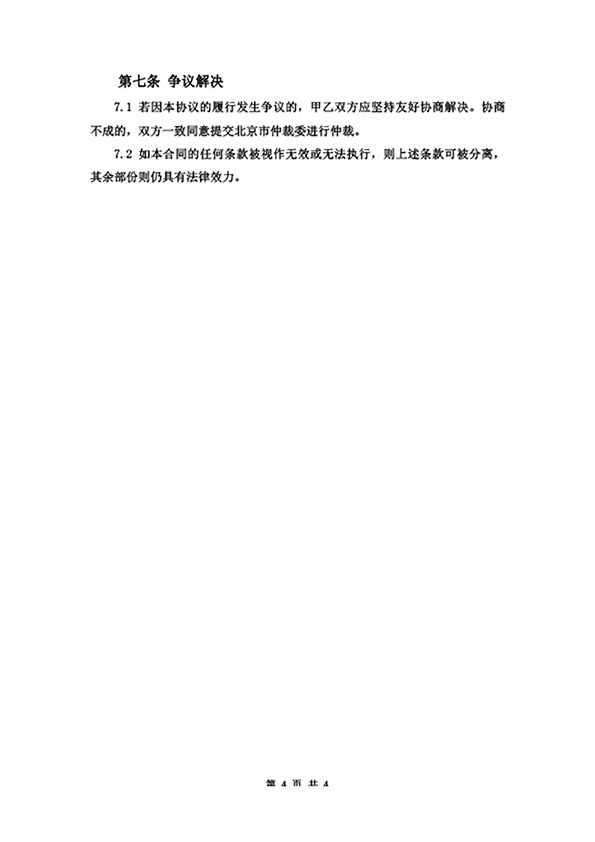 第七条 争议解决
7.1 若因本协议的履行发生争议的，甲乙双方应坚持友好协商解决。协商
不成的，双方一致同意提交北京市仲裁委进行仲裁。
7.2 如本合同的任何条款被视作无效或无法执行，则上述条款可被分离，
其余部份则仍具有法律效力。
第 4 页 共 4